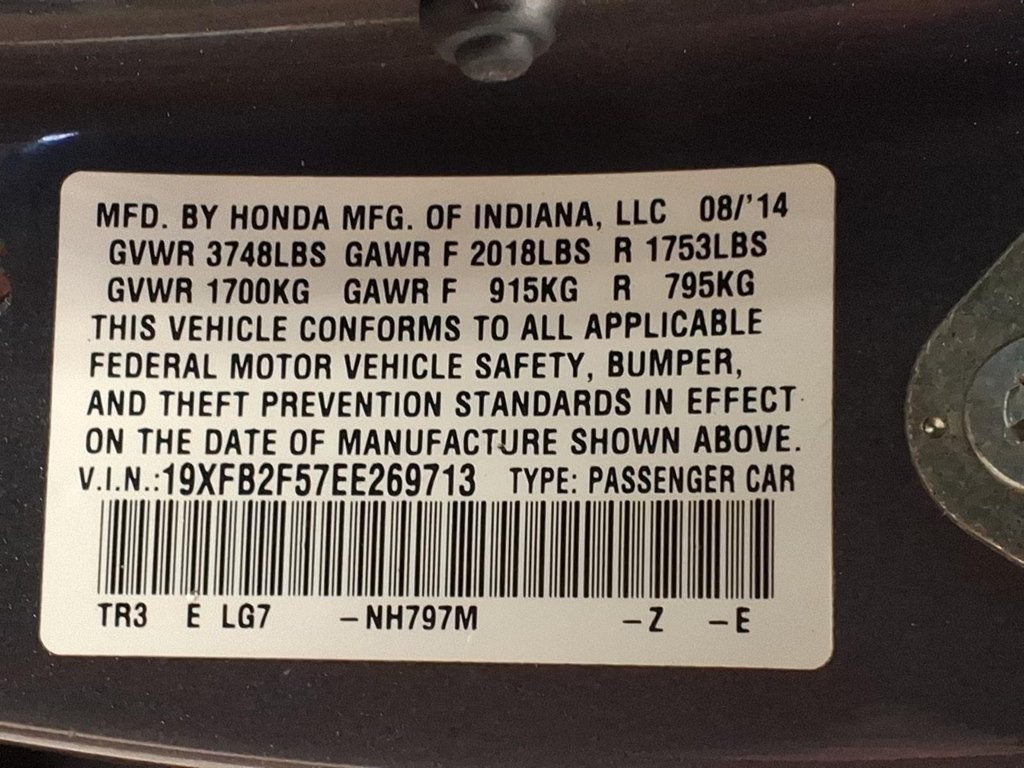 MFD. BY HONDA MFG. OF INDIANA, LLC 08/'14
GVWR 3748LBS GAWR F 2018LBS R 1753LBS
GVWR 1700KG GAWR F 915KG R 795KG
THIS VEHICLE CONFORMS TO ALL APPLICABLE
FEDERAL MOTOR VEHICLE SAFETY, BUMPER,
AND THEFT PREVENTION STANDARDS IN EFFECT
ON THE DATE OF MANUFACTURE SHOWN ABOVE.
V.I.N.:19XFB2F57EE269713 TYPE: PASSENGER CAR
TR3 E LG7 –NH797M –Z –E